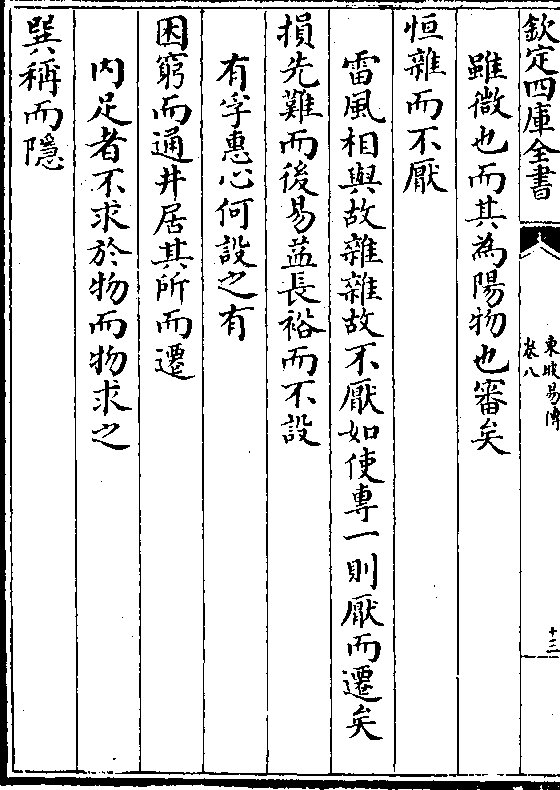 欽定四庫全書
東坡易傳
卷八
十三
雖微也而其為陽物也審矣
恒雜而不厭
雷風相與故雜雜故不厭如使專一則厭而遷矣
損先難而後易益長裕而不設
有孚惠心何設之有
困窮而通井居其所而遷
內足者不求於物而物求之
巽稱而隱